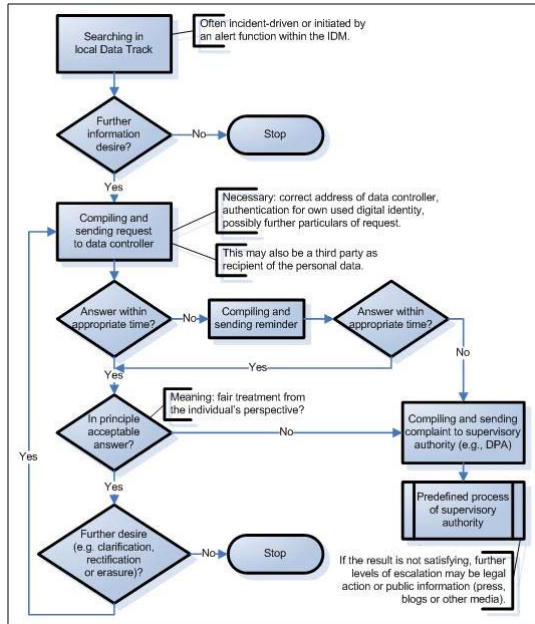 Searching in
local Data Track
Often incident-driven or initiated by
an alert function within the IDM.
Further
information
desire?
No
Stop
Yes
Compiling and
sending request
to data controller
Necessary: correct address of data controller,
authentication for own used digital identity,
possibly further particulars of request.
This may also be a third party as
recipient of the personal data.
Answer within
appropriate time?
No
Compiling and
sending reminder
Answer within
appropriate time?
Yes
Yes
No
Meaning: fair treatment from
the individual's perspective?
In principle
acceptable
answer?
No
Compiling and sending
complaint to supervisory
authority (e.g., DPA)
Yes
Yes
Predefined process
of supervisory
authority
Further desire
(e.g. clarification,
rectification
or erasure)?
No
Stop
If the result is not satisfying, further
levels of escalation may be legal
action or public information (press,
blogs or other media).